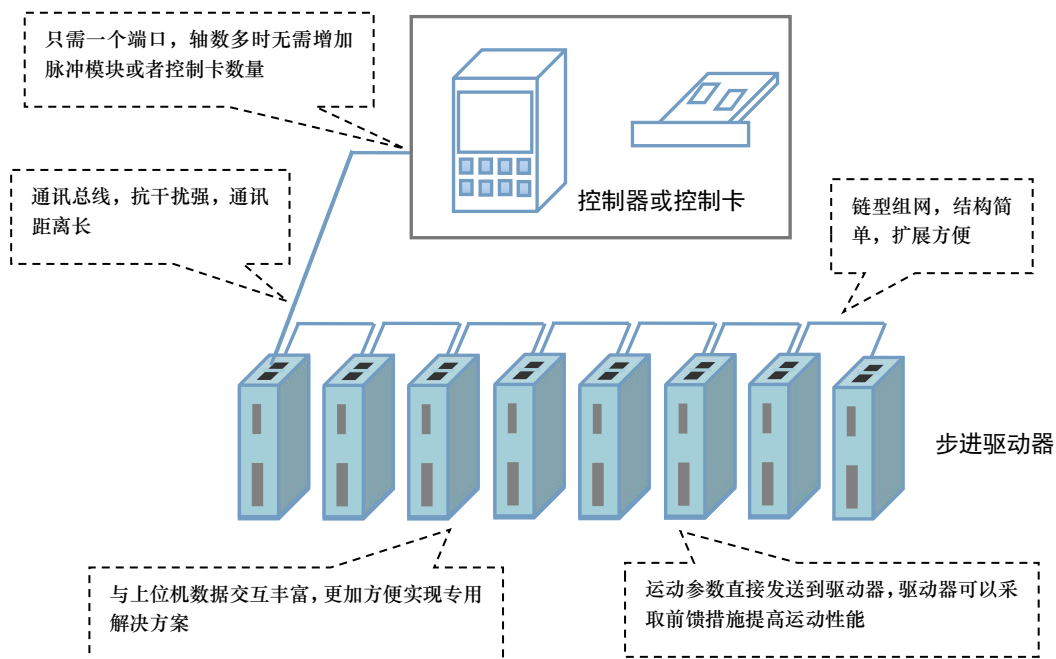 只需一个端口，轴数多时无需增加
脉冲模块或者控制卡数量
通讯总线，抗干扰强，通讯
距离长
控制器或控制卡
链型组网，结构简
单，扩展方便
步进驱动器
与上位机数据交互丰富，更加方便实现专用
解决方案
运动参数直接发送到驱动器，驱动器可以采
取前馈措施提高运动性能